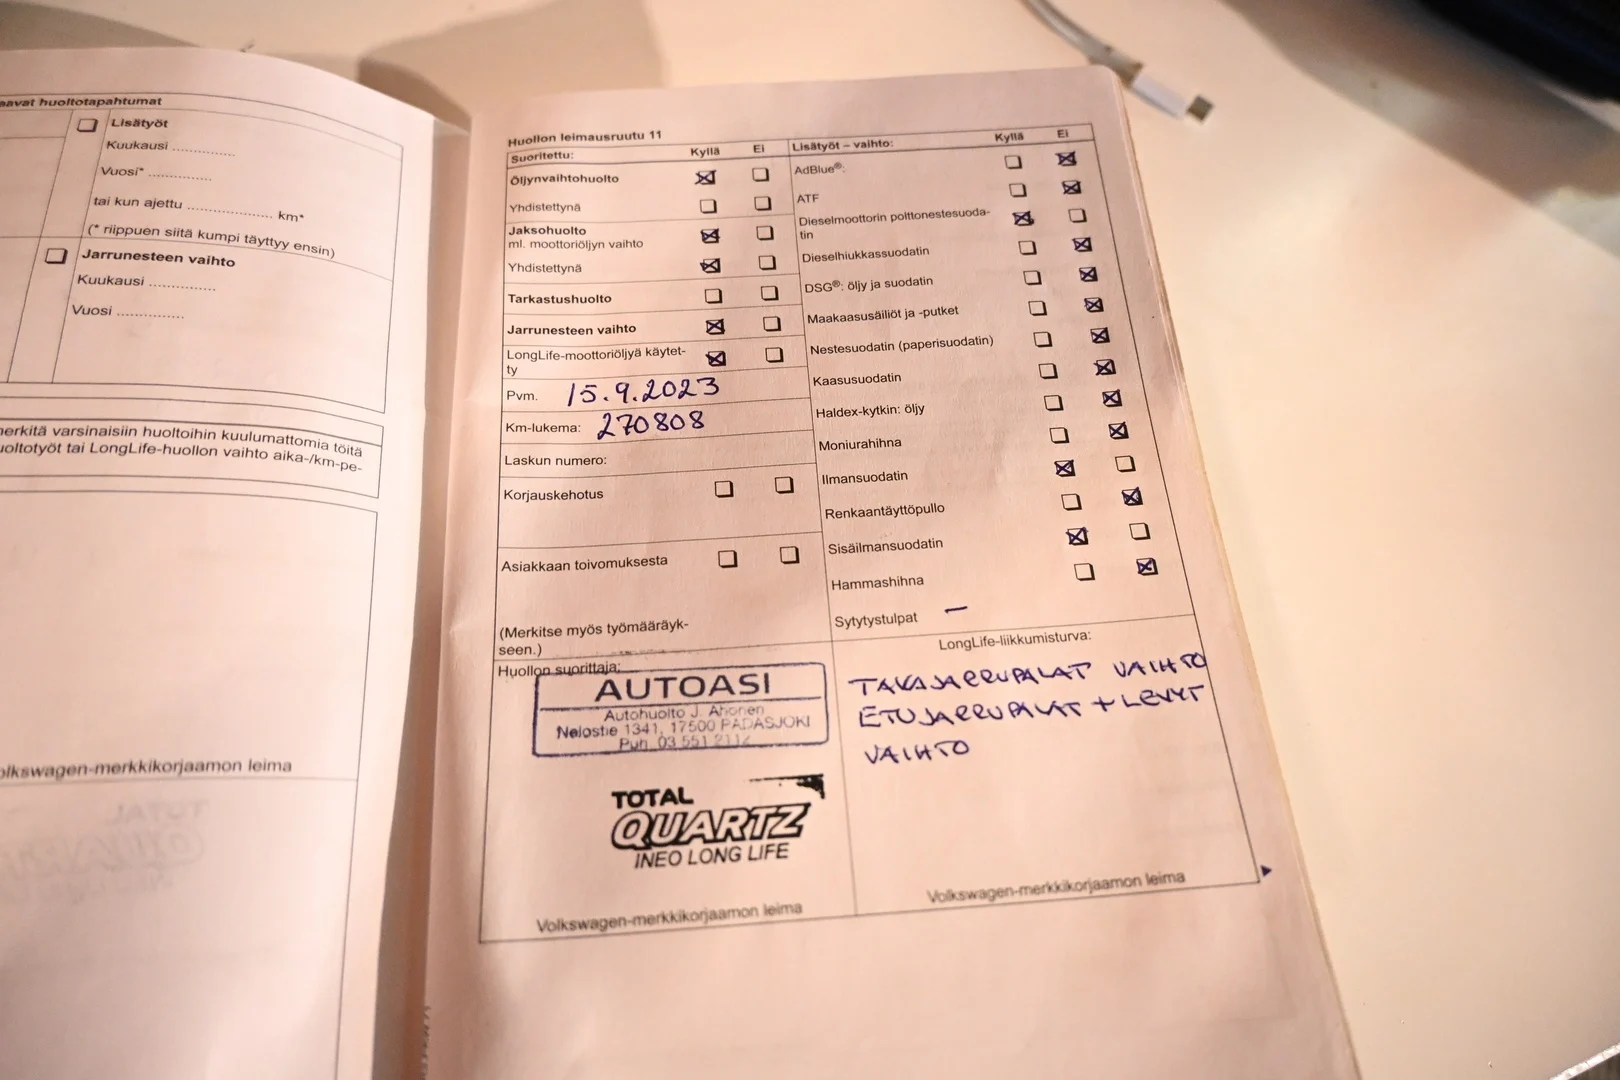 aavat huoltotapahtumat
Lisätyöt
Kuukausi ..............
Vuosi* ..............
tai kun ajettu .................. km*
(* riippuen siitä kumpi täyttyy ensin)
Jarrunesteen vaihto
Kuukausi ..............
Vuosi ..............
merkitä varsinaisiin huoltoihin kuulumattomia töitä
uoltotyöt tai LongLife-huollon vaihto aika-/km-pe-
olkswagen-merkkikorjaamon leima
Huollon leimausruutu 11
Suoritettu: Kyllä Ei
Öljynvaihtohuolto
Yhdistettynä
Jaksohuolto
ml. moottoriöljyn vaihto
Yhdistettynä
Tarkastushuolto
Jarrunesteen vaihto
LongLife-moottoriöljyä käytet-
ty
Pvm. 15.9.2023
Km-lukema: 270808
Laskun numero:
Korjauskehotus
Asiakkaan toivomuksesta
(Merkitse myös työmääräyk-
seen.)
Huollon suorittaja:
AUTOASI
Autohuolto J. Ahonen
Nelostie 1341, 17500 PADASJOKI
Puh. 03 551 2112
TOTAL
QUARTZ
INEO LONG LIFE
Volkswagen-merkkikorjaamon leima
Lisätyöt – vaihto: Kyllä Ei
AdBlue®:
ATF
Dieselmoottorin polttonestesuoda-
tin
Dieselhiukkassuodatin
DSG®: öljy ja suodatin
Maakaasusäiliöt ja -putket
Nestesuodatin (paperisuodatin)
Kaasusuodatin
Haldex-kytkin: öljy
Moniurahihna
Ilmansuodatin
Renkaantäyttöpullo
Sisäilmansuodatin
Hammashihna
Sytytystulpat –
LongLife-liikkumisturva:
TAKAJARRUPALAT VAIHTO
ETUJARRUPALAT + LEVYT
VAIHTO
Volkswagen-merkkikorjaamon leima